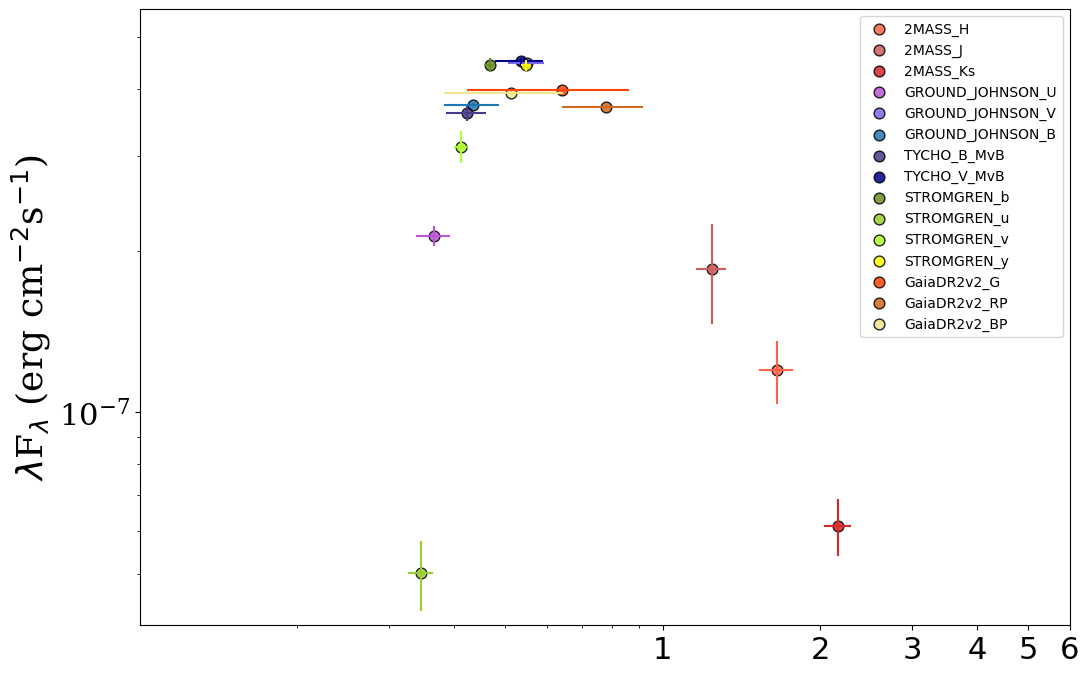 λF_λ (erg cm⁻²s⁻¹)
10⁻⁷
2MASS_H
2MASS_J
2MASS_Ks
GROUND_JOHNSON_U
GROUND_JOHNSON_V
GROUND_JOHNSON_B
TYCHO_B_MvB
TYCHO_V_MvB
STROMGREN_b
STROMGREN_u
STROMGREN_v
STROMGREN_y
GaiaDR2v2_G
GaiaDR2v2_RP
GaiaDR2v2_BP
1 2 3 4 5 6